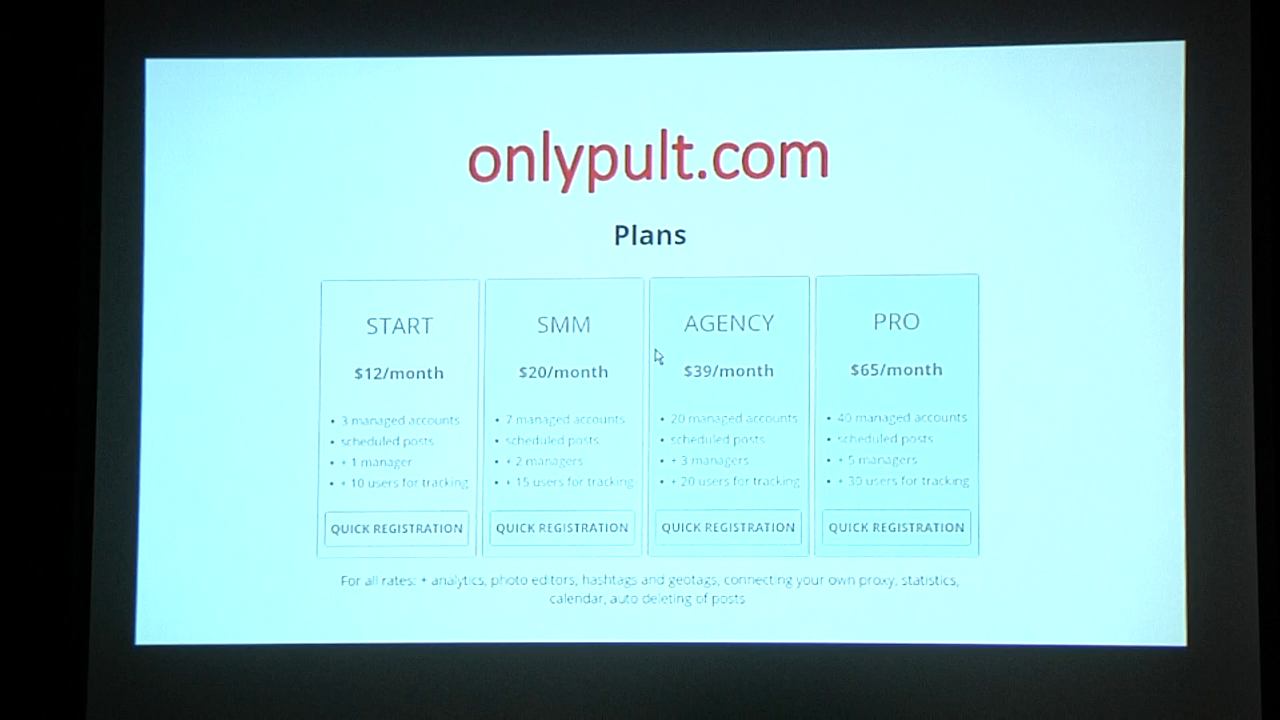 onlypult.com
Plans
START
$12/month
• 3 managed accounts
• scheduled posts
• + 1 manager
• + 10 users for tracking
QUICK REGISTRATION
SMM
$20/month
• 7 managed accounts
• scheduled posts
• + 2 managers
• + 15 users for tracking
QUICK REGISTRATION
AGENCY
$39/month
• 20 managed accounts
• scheduled posts
• + 3 managers
• + 20 users for tracking
QUICK REGISTRATION
PRO
$65/month
• 40 managed accounts
• scheduled posts
• + 5 managers
• + 30 users for tracking
QUICK REGISTRATION
For all rates: + analytics, photo editors, hashtags and geotags, connecting your own proxy, statistics,
calendar, auto deleting of posts